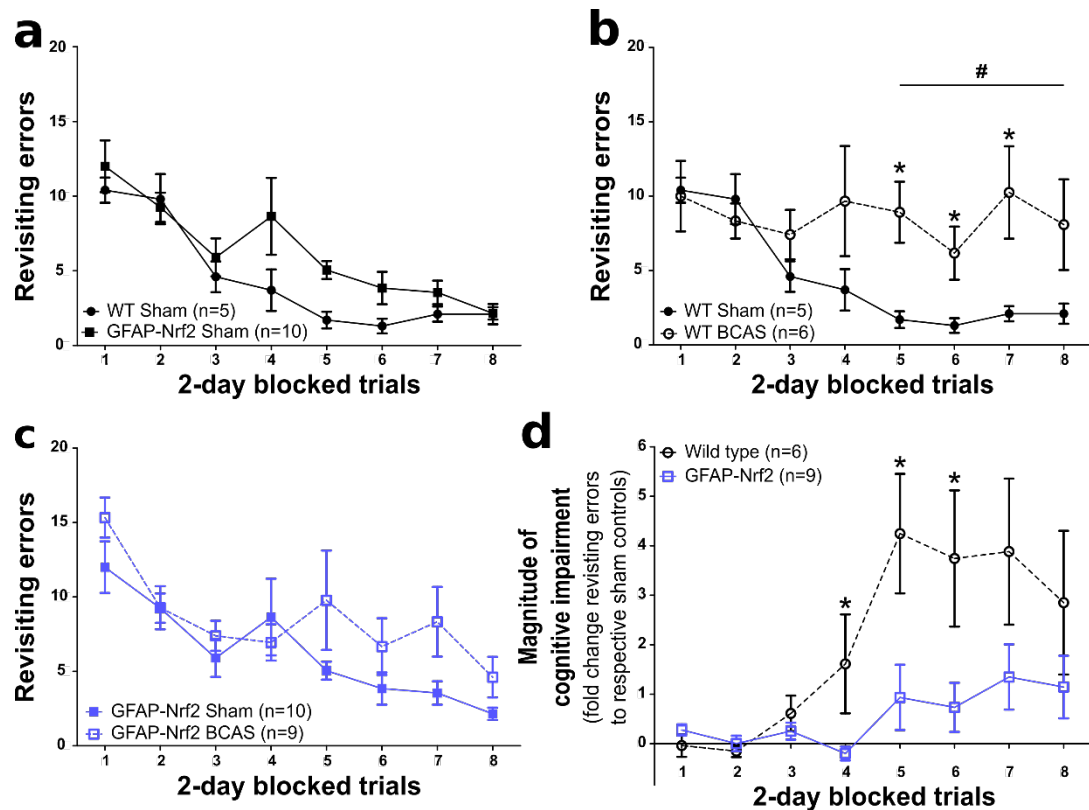 a
20
15
10
5
0
Revisiting errors
WT Sham (n=5)
GFAP-Nrf2 Sham (n=10)
1 2 3 4 5 6 7 8
2-day blocked trials
b
20
15
10
5
0
Revisiting errors
#
* * *
WT Sham (n=5)
WT BCAS (n=6)
1 2 3 4 5 6 7 8
2-day blocked trials
c
20
15
10
5
0
Revisiting errors
GFAP-Nrf2 Sham (n=10)
GFAP-Nrf2 BCAS (n=9)
1 2 3 4 5 6 7 8
2-day blocked trials
d
6
5
4
3
2
1
0
Magnitude of
cognitive impairment
(fold change revisiting errors
to respective sham controls)
Wild type (n=6)
GFAP-Nrf2 (n=9)
* * *
1 2 3 4 5 6 7 8
2-day blocked trials